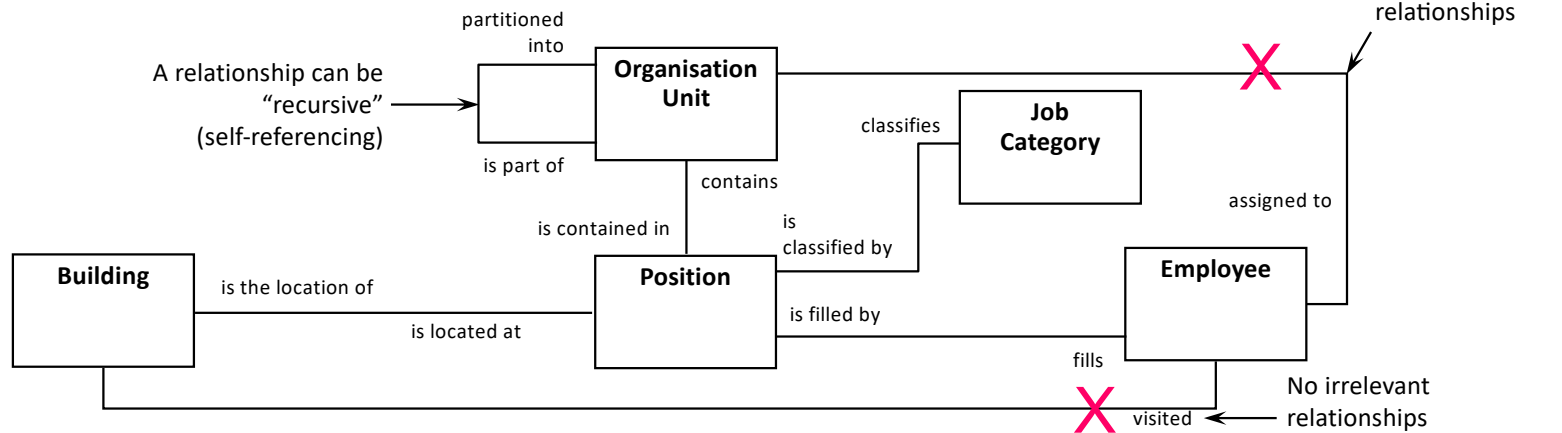 relationships
partitioned
into
A relationship can be
“recursive”
(self-referencing)
Organisation
Unit
is part of
Job
Category
classifies
contains
assigned to
is contained in
is
classified by
Building
is the location of
is located at
Position
Employee
is filled by
fills
No irrelevant
relationships
visited